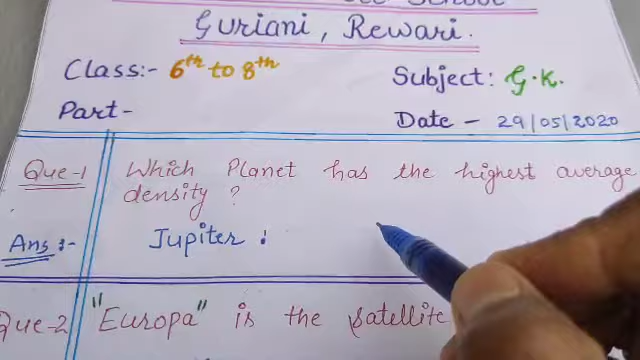 School
Guriani, Rewari.
Class:- 6th to 8th
Subject: G.K.
Part-
Date - 29/05/2020
Que-1 Which Planet has the highest average
density ?
Ans:- Jupiter :
Que-2 "Europa" is the satellite